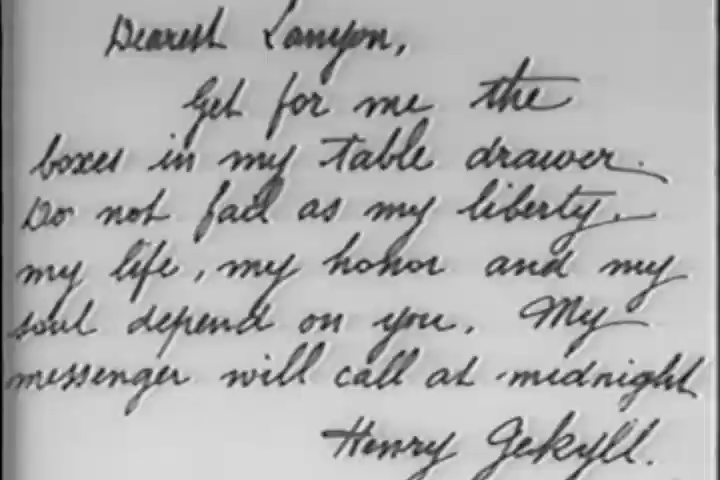 Dearest Lanyon,
Get for me the
boxes in my table drawer.
Do not fail as my liberty,
my life, my honor and my
soul depend on you. My
messenger will call at midnight
Henry Jekyll.